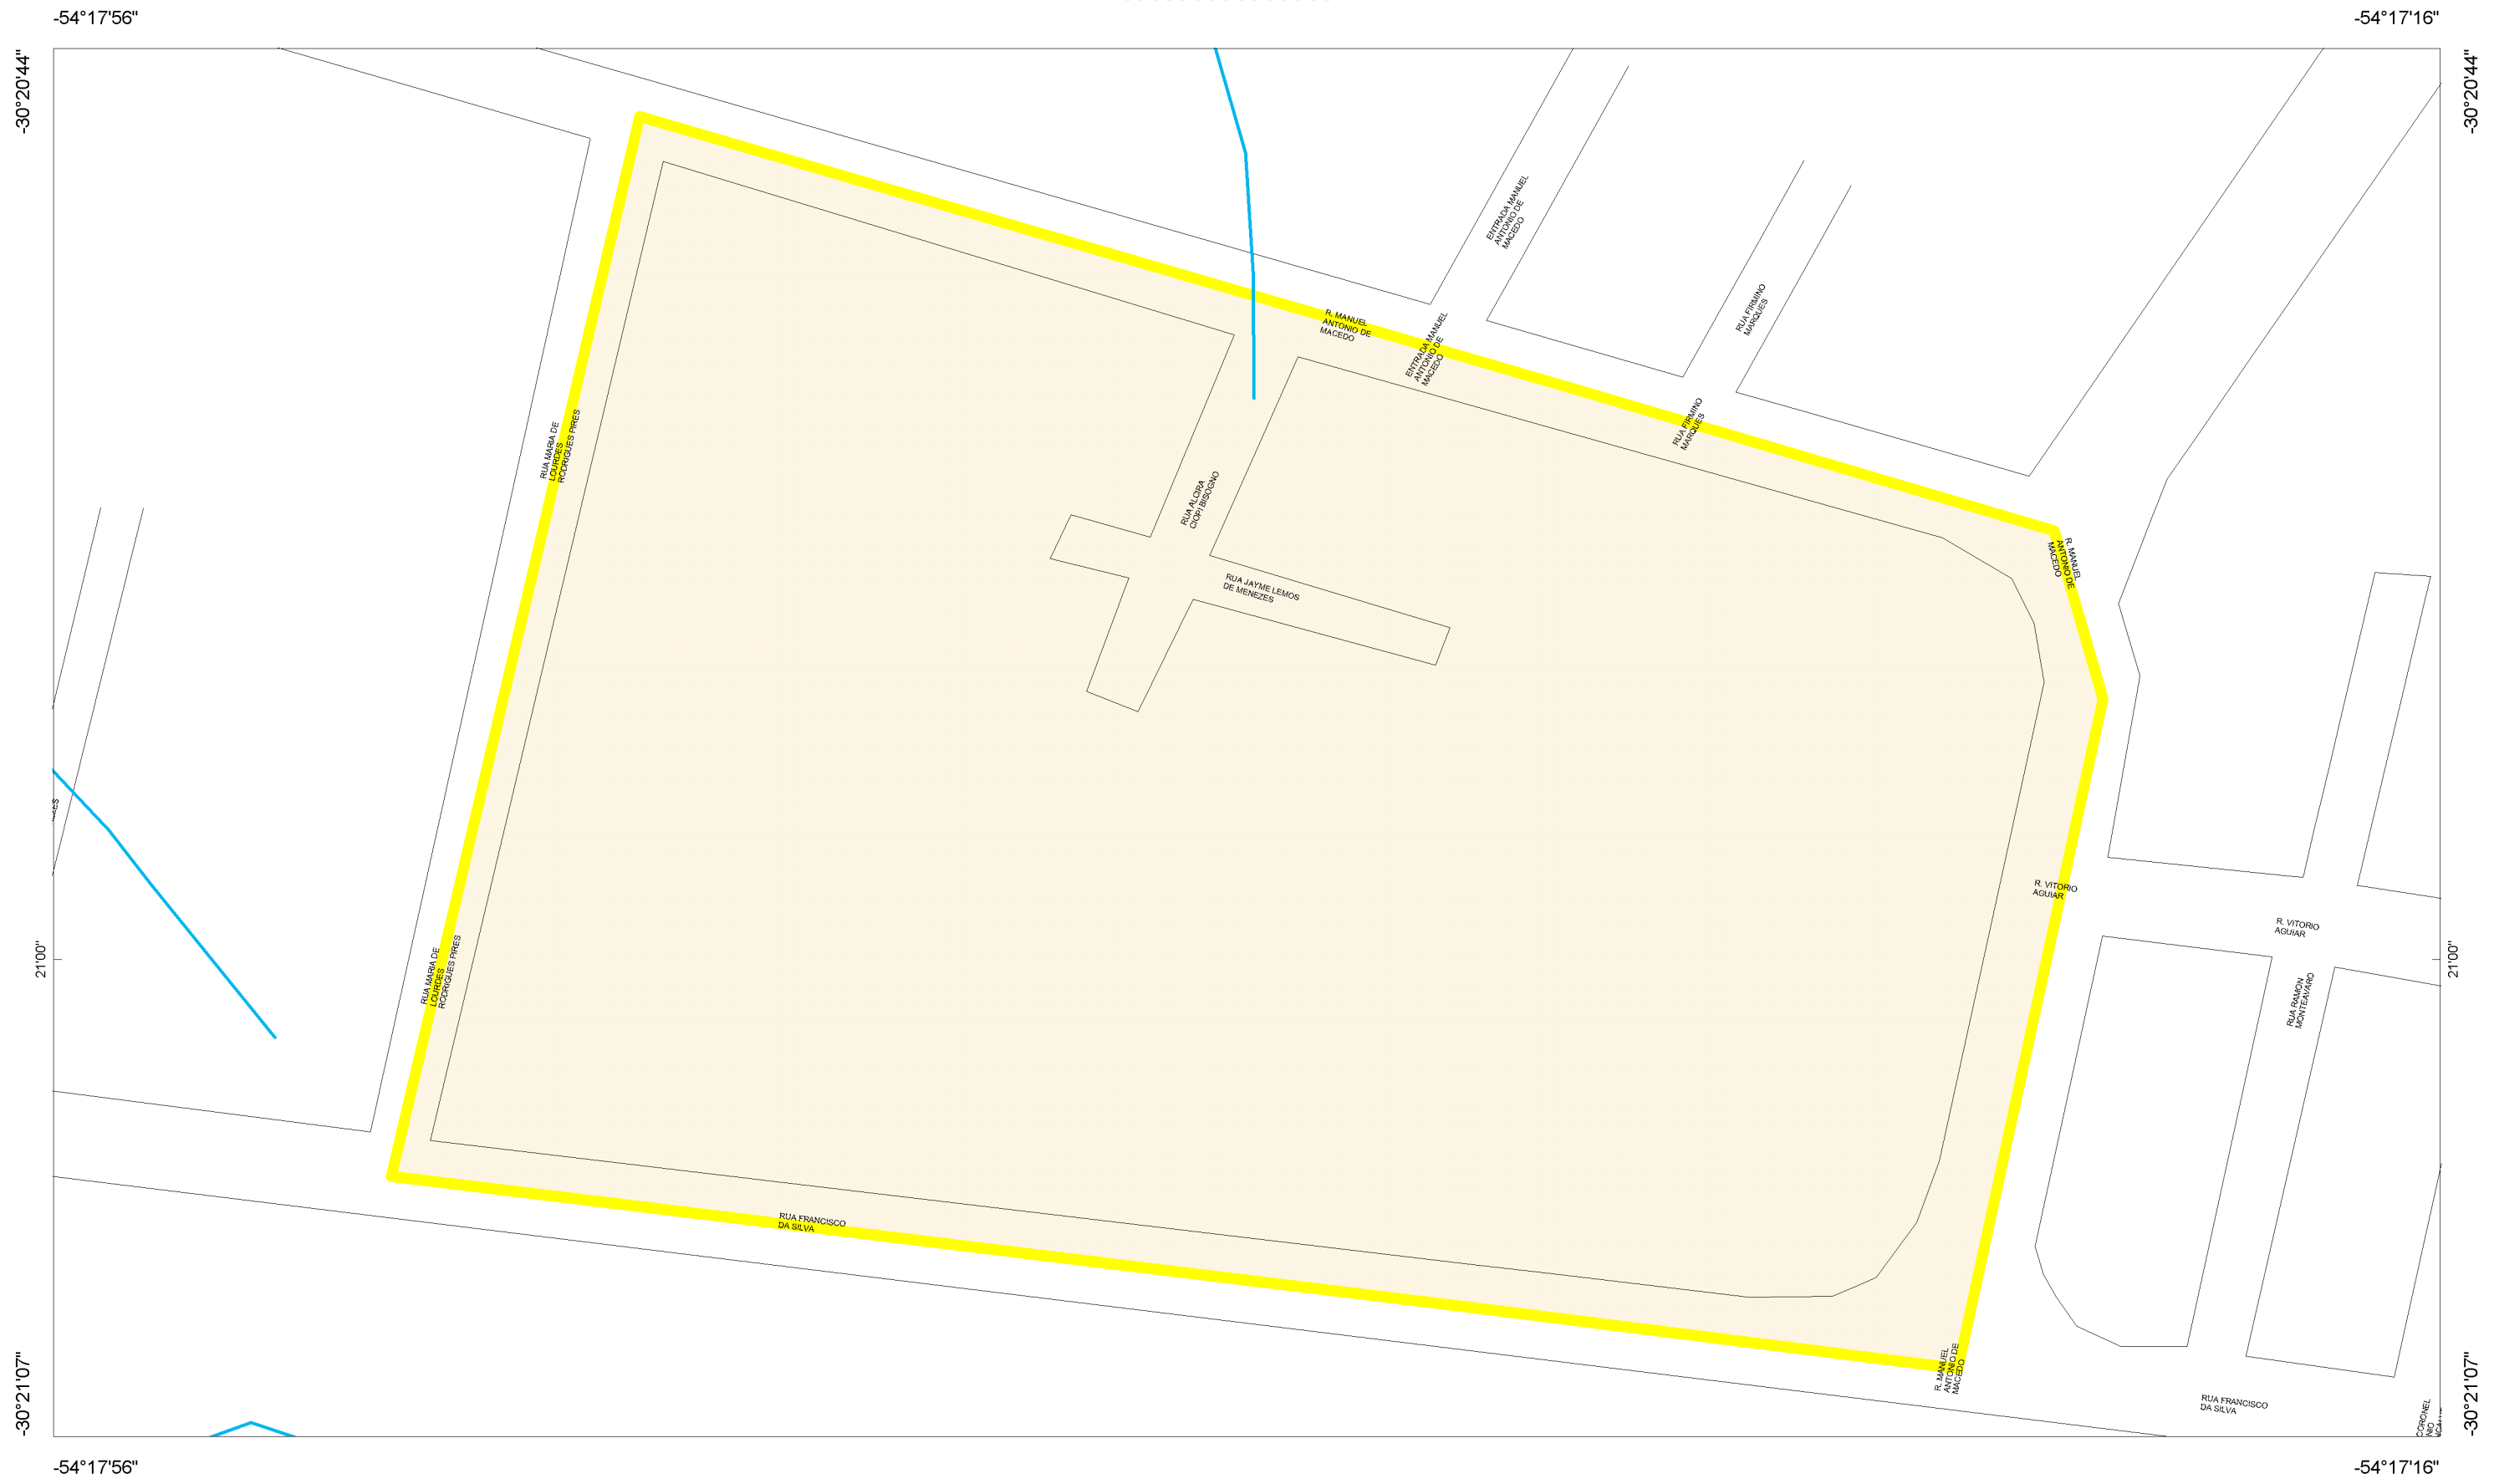 -54°17'56"
-54°17'16"
-30°20'44"
-30°20'44"
ENTRADA MANUEL
ANTONIO DE
MACEDO
RUA FIRMINO
MARQUES
R. MANUEL
ANTONIO DE
MACEDO
ENTRADA MANUEL
ANTONIO DE
MACEDO
RUA FIRMINO
MARQUES
RUA MARIA DE
LOURDES
RODRIGUES PIRES
RUA ALCIRA
CIOPI BISOGNO
R. MANUEL
ANTONIO DE
MACEDO
RUA JAYME LEMOS
DE MENEZES
R. VITORIO
AGUIAR
R. VITORIO
AGUIAR
21'00"
21'00"
RUA MARIA DE
LOURDES
RODRIGUES PIRES
RUA RAMON
MONTEAVARO
RUA FRANCISCO
DA SILVA
R. MANUEL
ANTONIO DE
MACEDO
RUA FRANCISCO
DA SILVA
CORONEL
-30°21'07"
-30°21'07"
-54°17'56"
-54°17'16"